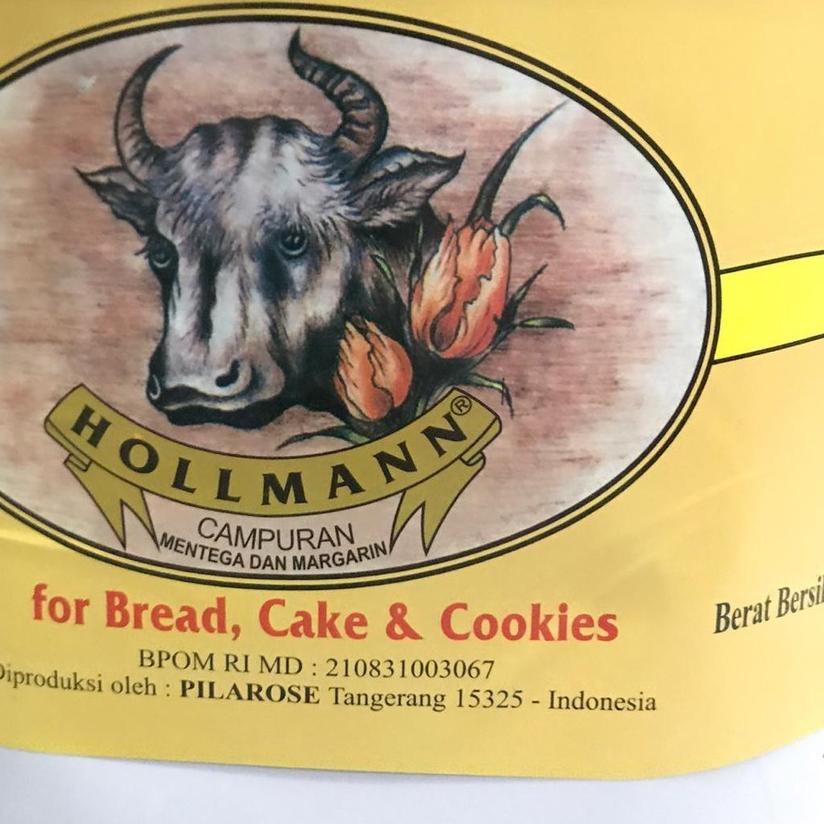 HOLLMANN®
CAMPURAN
MENTEGA DAN MARGARIN
for Bread, Cake & Cookies
BPOM RI MD : 210831003067
Diproduksi oleh : PILAROSE Tangerang 15325 - Indonesia
Berat